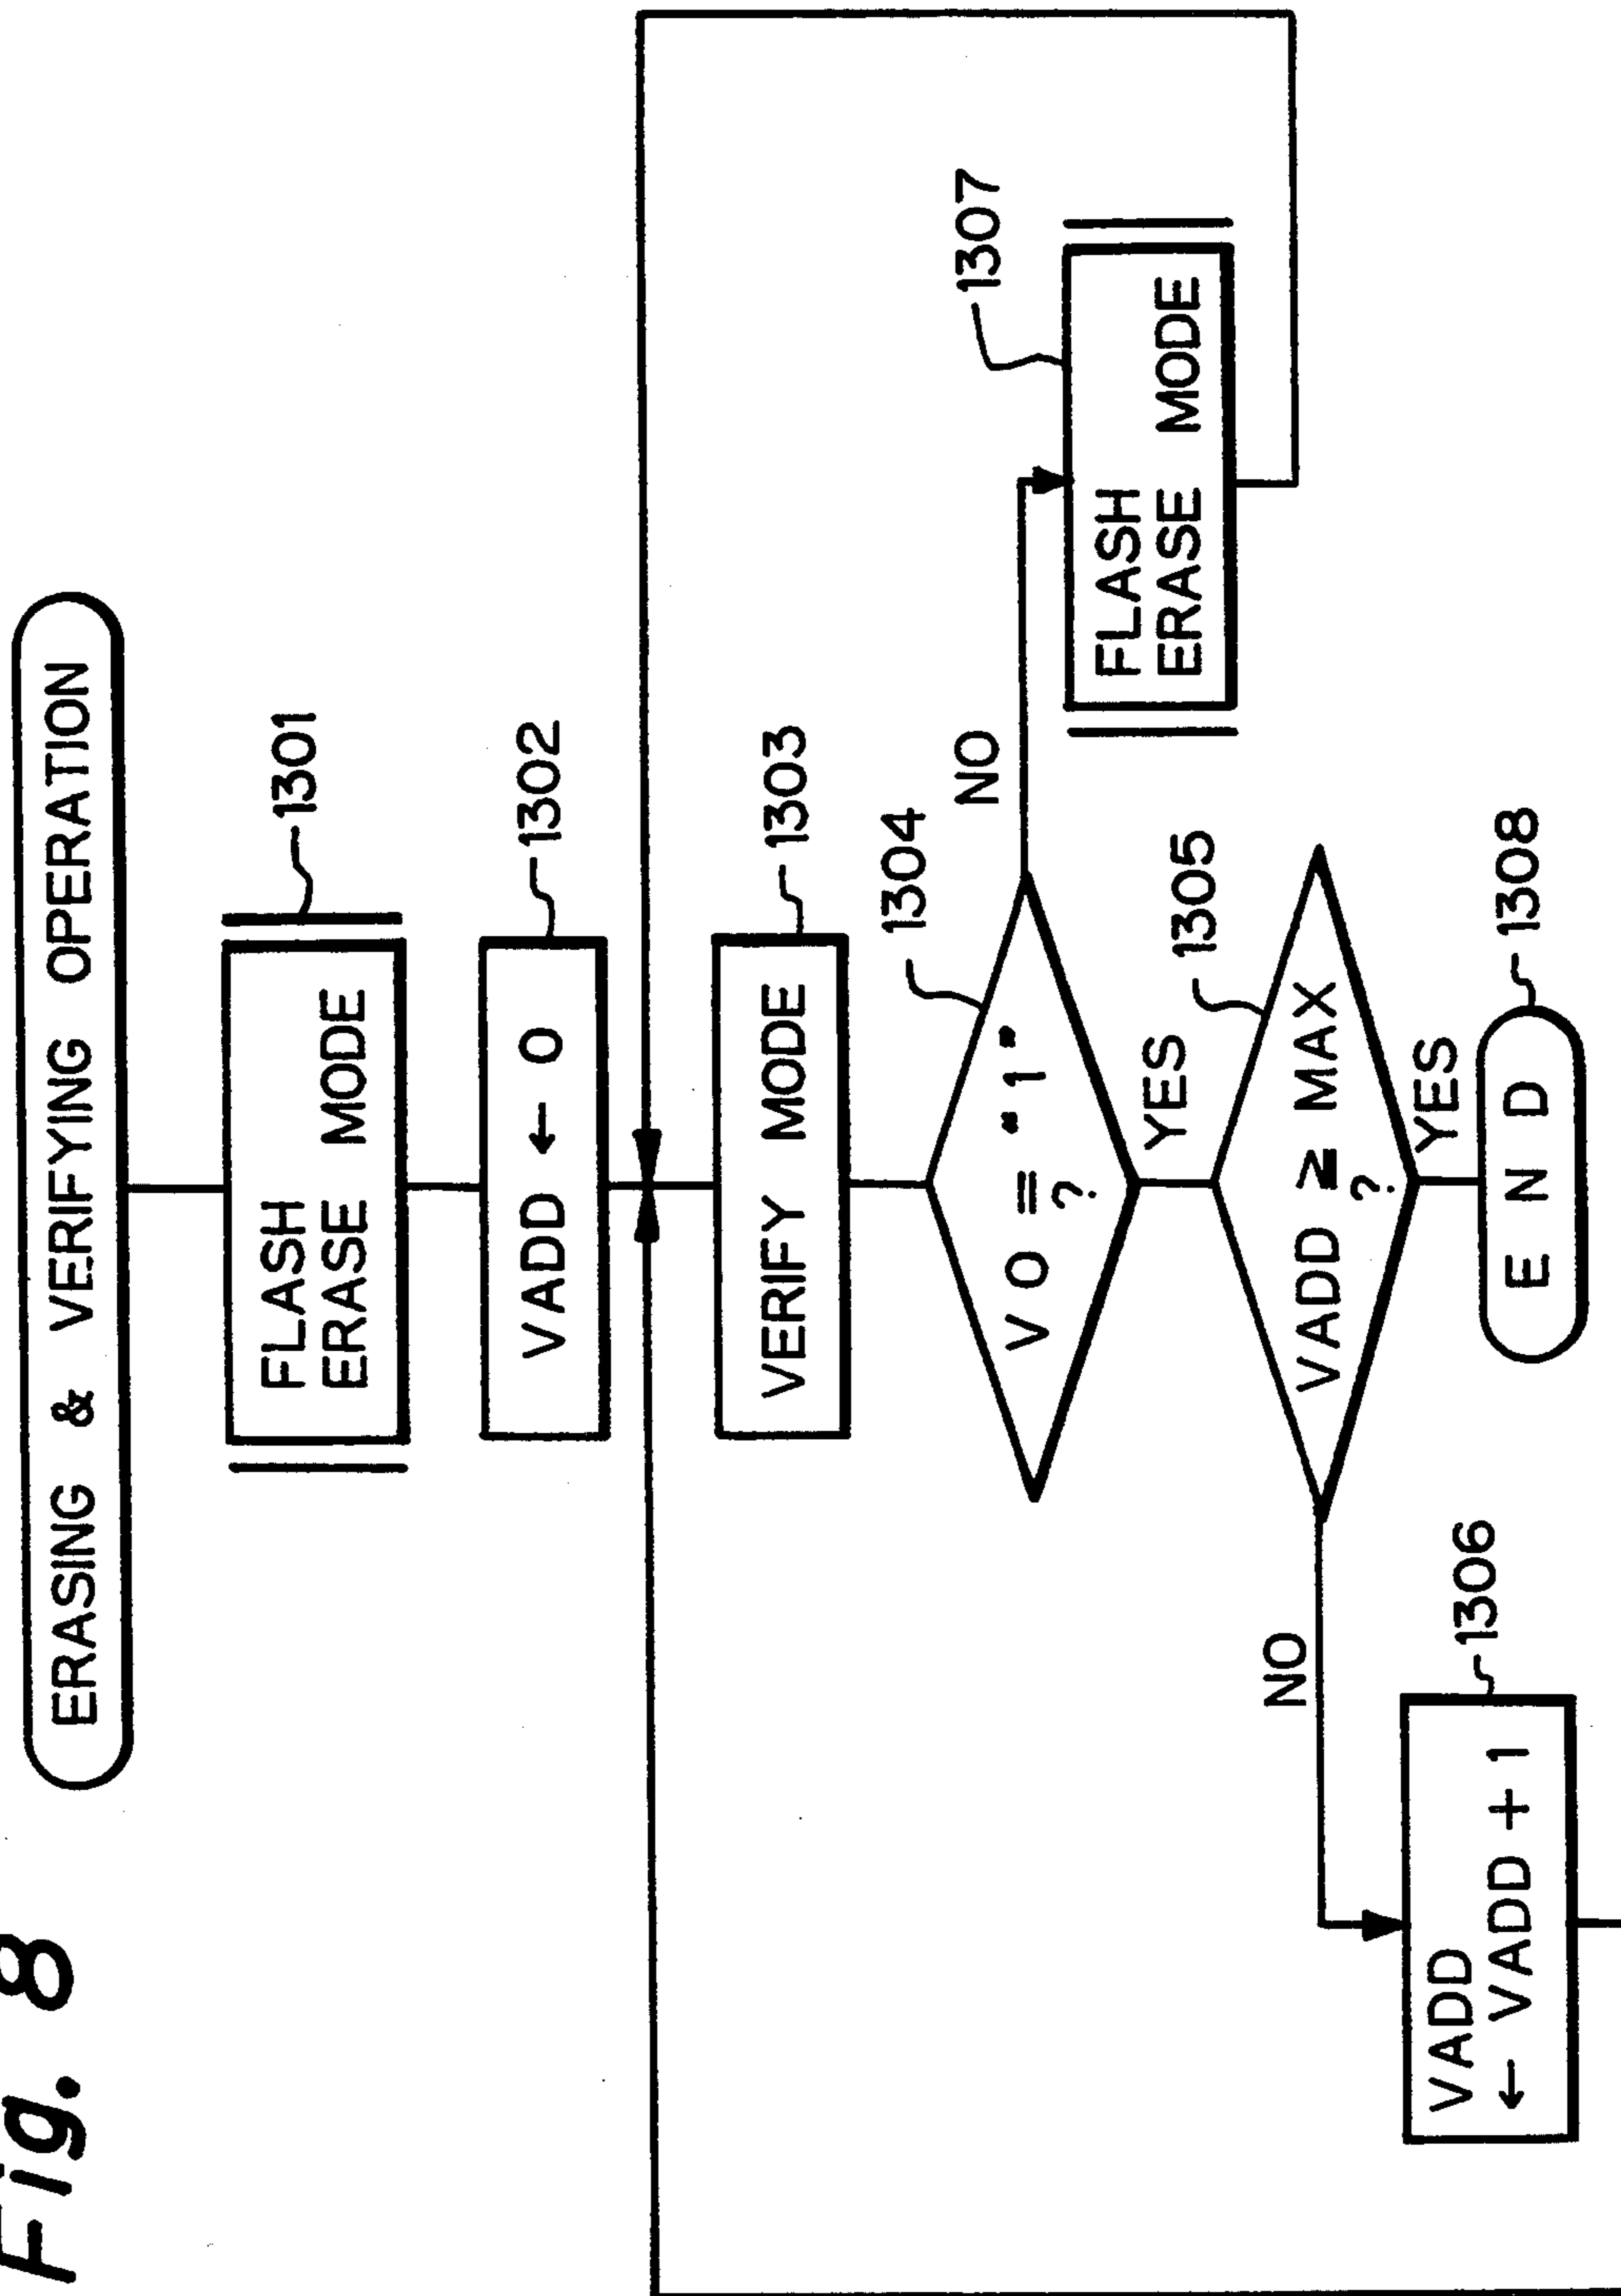 Fig. 8
ERASING & VERIFYING OPERATION
FLASH
ERASE MODE
1301
VADD ← 0
1302
VERIFY MODE
1303
VO = "1"
?
1304
NO
YES
FLASH
ERASE MODE
1307
VADD ≥ MAX
?
1305
NO
YES
VADD
← VADD + 1
1306
END
1308